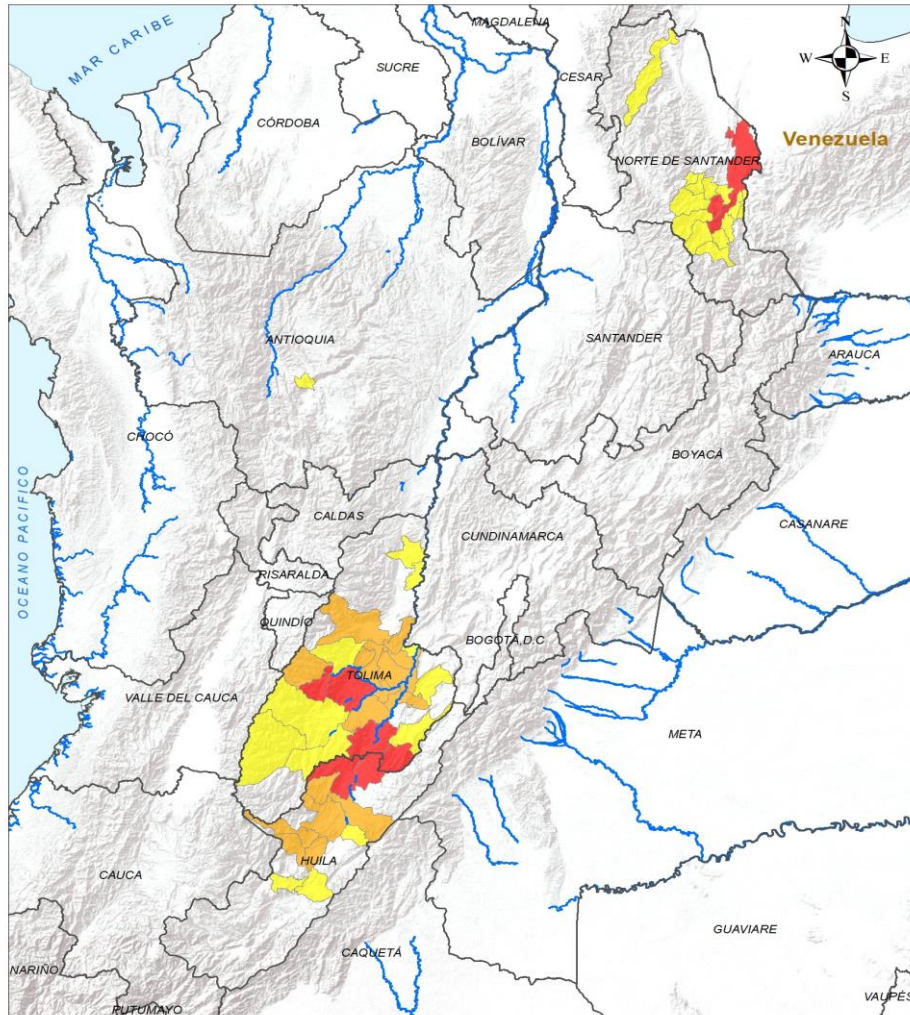 MAGDALENA
MAR CARIBE
N
W
E
S
SUCRE
CESAR
CÓRDOBA
BOLÍVAR
Venezuela
NORTE DE SANTANDER
ANTIOQUIA
SANTANDER
ARAUCA
CHOCÓ
BOYACÁ
OCEANO PACIFICO
CALDAS
CUNDINAMARCA
CASANARE
RISARALDA
QUINDÍO
BOGOTÁ,D.C
TOLIMA
VALLE DEL CAUCA
META
HUILA
CAUCA
GUAVIARE
CAQUETÁ
NARIÑO
PUTUMAYO
VAUPÉS